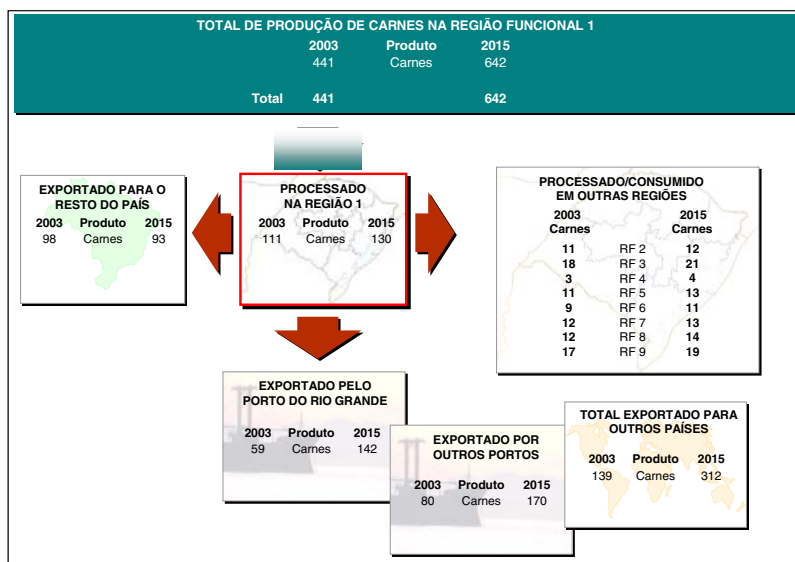 TOTAL DE PRODUÇÃO DE CARNES NA REGIÃO FUNCIONAL 1
2003 Produto 2015
441 Carnes 642
Total 441 642
EXPORTADO PARA O
RESTO DO PAÍS
2003 Produto 2015
98 Carnes 93
PROCESSADO
NA REGIÃO 1
2003 Produto 2015
111 Carnes 130
PROCESSADO/CONSUMIDO
EM OUTRAS REGIÕES
2003 2015
Carnes Carnes
11 RF 2 12
18 RF 3 21
3 RF 4 4
11 RF 5 13
9 RF 6 11
12 RF 7 13
12 RF 8 14
17 RF 9 19
EXPORTADO PELO
PORTO DO RIO GRANDE
2003 Produto 2015
59 Carnes 142
EXPORTADO POR
OUTROS PORTOS
2003 Produto 2015
80 Carnes 170
TOTAL EXPORTADO PARA
OUTROS PAÍSES
2003 Produto 2015
139 Carnes 312